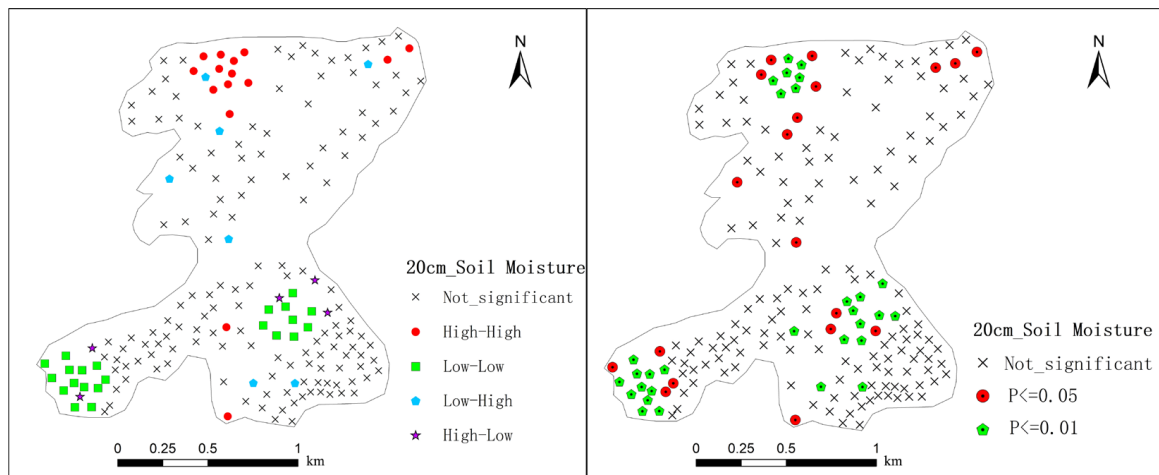 N
20cm_Soil Moisture
Not_significant
High-High
Low-Low
Low-High
High-Low
0 0.25 0.5 1
km
N
20cm_Soil Moisture
Not_significant
P<=0.05
P<=0.01
0 0.25 0.5 1
km